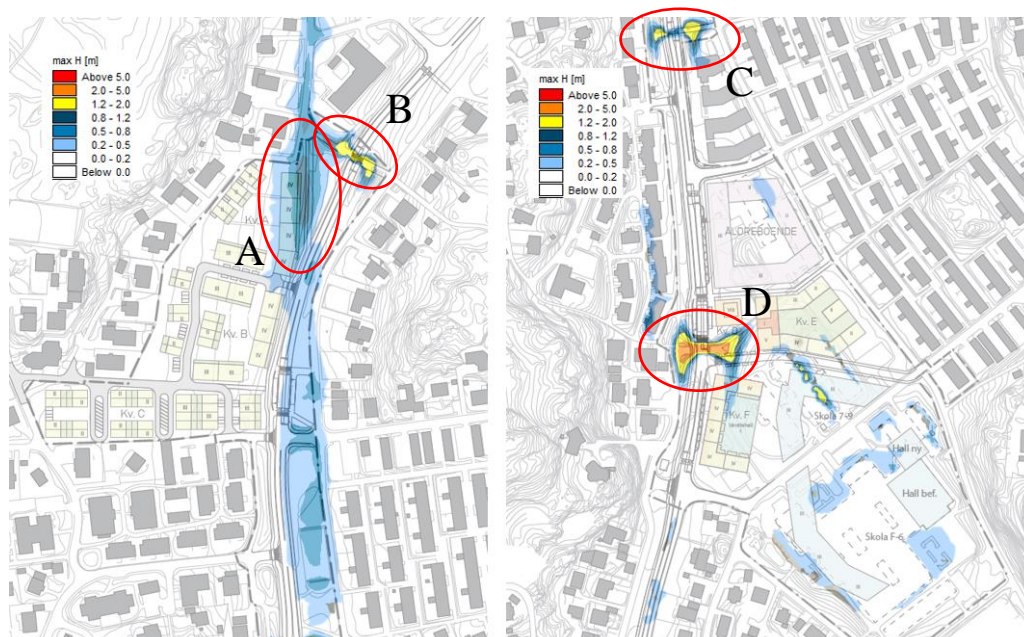 max H [m]
Above 5.0
2.0 - 5.0
1.2 - 2.0
0.8 - 1.2
0.5 - 0.8
0.2 - 0.5
0.0 - 0.2
Below 0.0
B
A
Kv. A
Kv. B
Kv. C
C
max H [m]
Above 5.0
2.0 - 5.0
1.2 - 2.0
0.8 - 1.2
0.5 - 0.8
0.2 - 0.5
0.0 - 0.2
Below 0.0
ÄLDREBOENDE
D
Kv. E
Kv. F
Skola 7-9
Hall ny
Hall bef.
Skola F-6